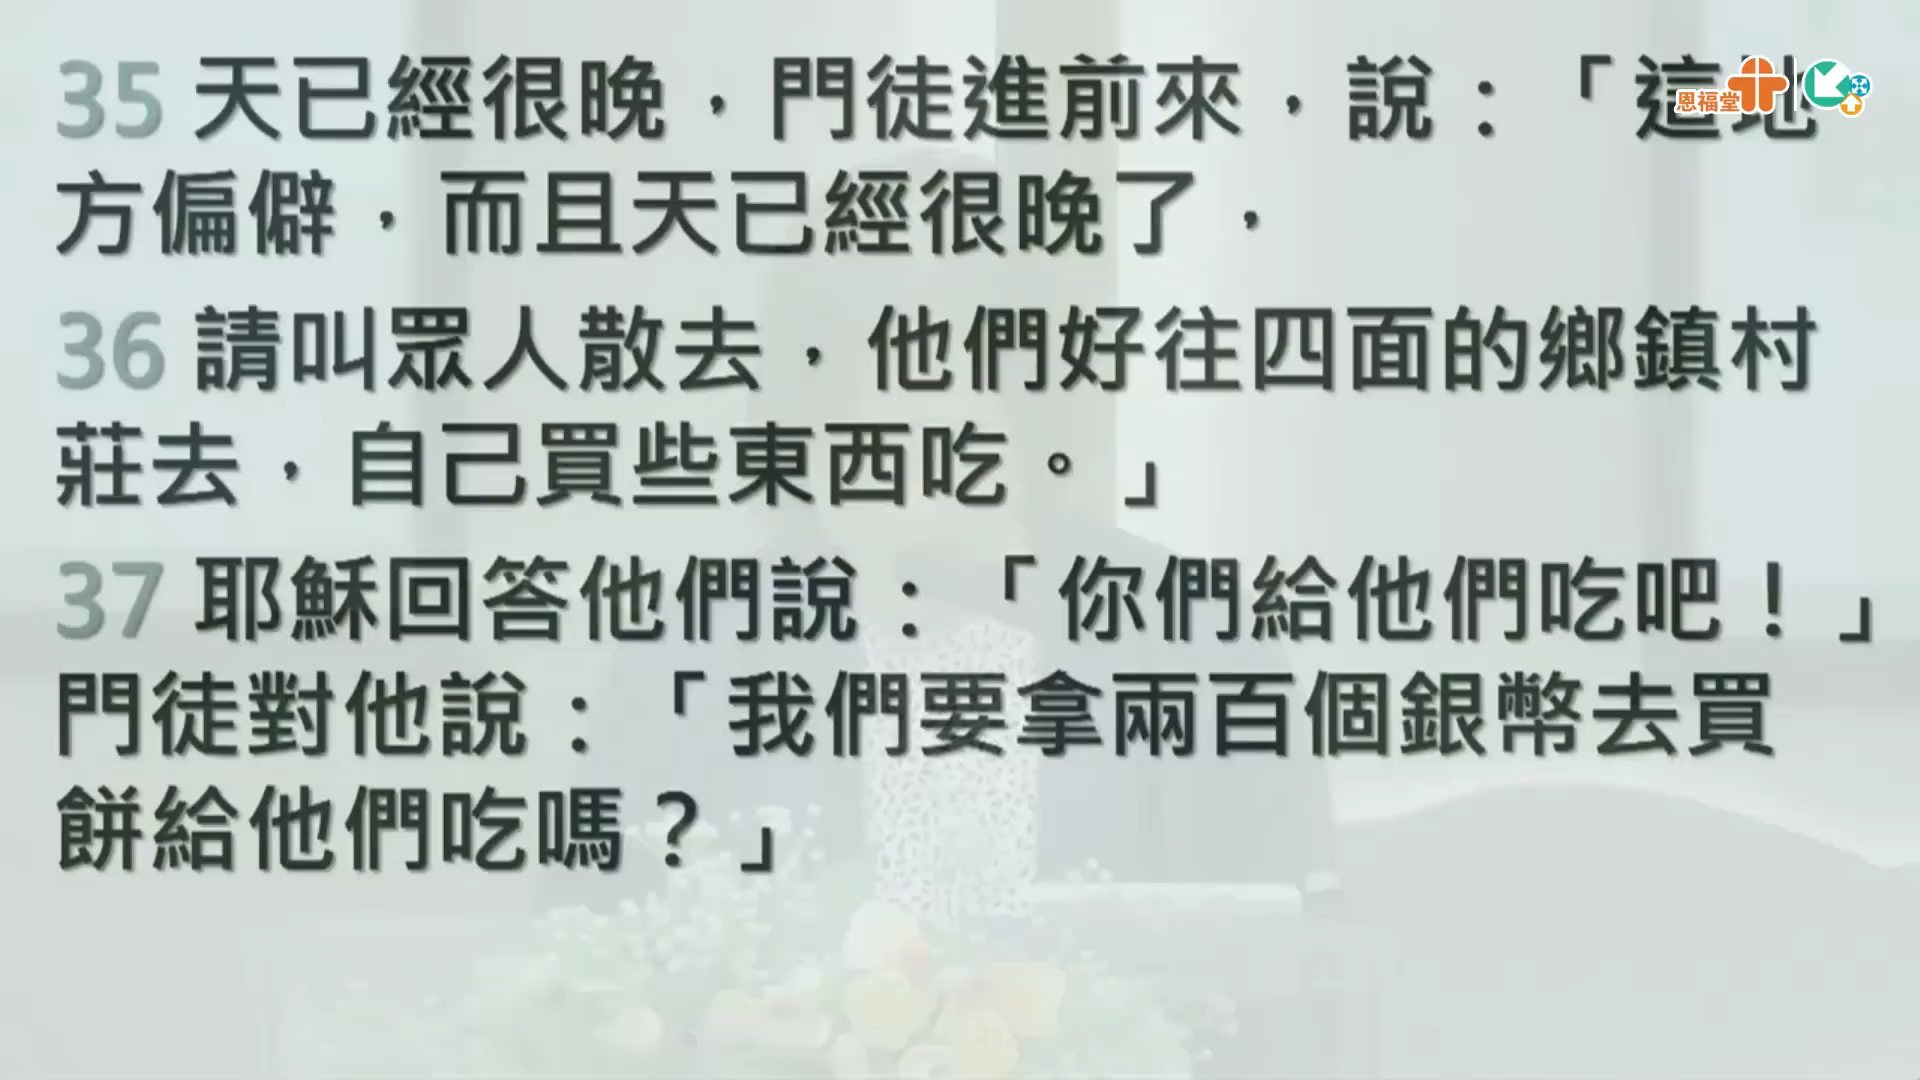 35 天已經很晚，門徒進前來，說：「這地
方偏僻，而且天已經很晚了，
36 請叫眾人散去，他們好往四面的鄉鎮村
莊去，自己買些東西吃。」
37 耶穌回答他們說：「你們給他們吃吧！」
門徒對他說：「我們要拿兩百個銀幣去買
餅給他們吃嗎？」
恩福堂